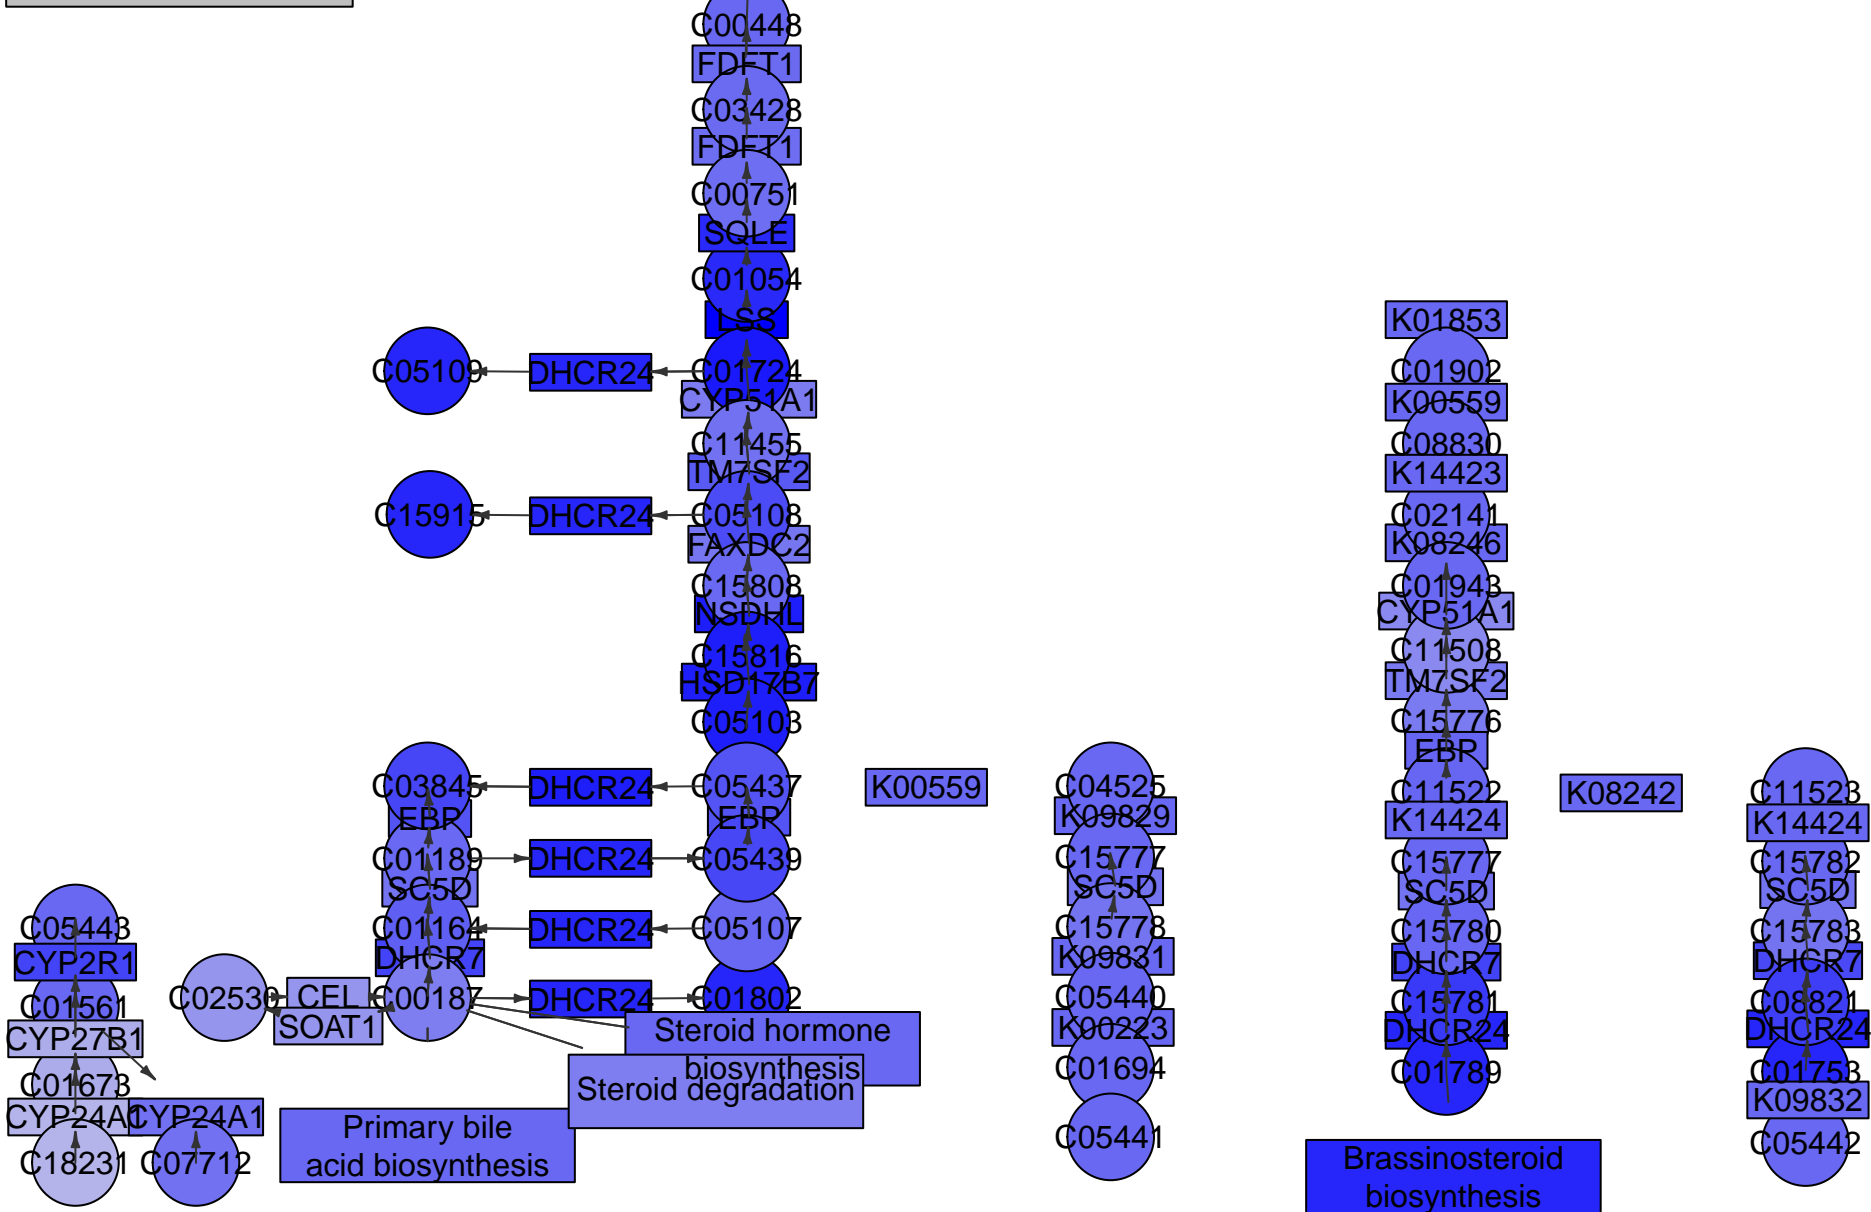 C00448
FDFT1
C03428
FDFT1
C00751
SQLE
C01054
LSS
K01853
C05109
DHCR24
C01724
C01902
CYP51A1
K00559
C11455
C08830
TM7SF2
K14423
C15915
DHCR24
C05108
C02141
FAXDC2
K08246
C15808
C01943
NSDHL
CYP51A1
C15816
C11508
HSD17B7
TM7SF2
C05103
C15776
EBP
C03845
DHCR24
C05437
K00559
C04525
C11522
K08242
C11523
EBP
EBP
K09829
K14424
K14424
C01189
DHCR24
C05439
C15777
C15777
C15782
SC5D
SC5D
SC5D
SC5D
C05443
C01164
DHCR24
C05107
C15778
C15780
C15783
CYP2R1
DHCR7
K09831
DHCR7
DHCR7
C01561
C02530
CEL
C00187
DHCR24
C01802
C05440
C15781
C08821
CYP27B1
SOAT1
Steroid hormone
biosynthesis
K00223
DHCR24
DHCR24
C01673
Steroid degradation
C01694
C01789
C01753
CYP24A1
CYP24A1
K09832
C18231
C07712
Primary bile
acid biosynthesis
C05441
Brassinosteroid
biosynthesis
C05442